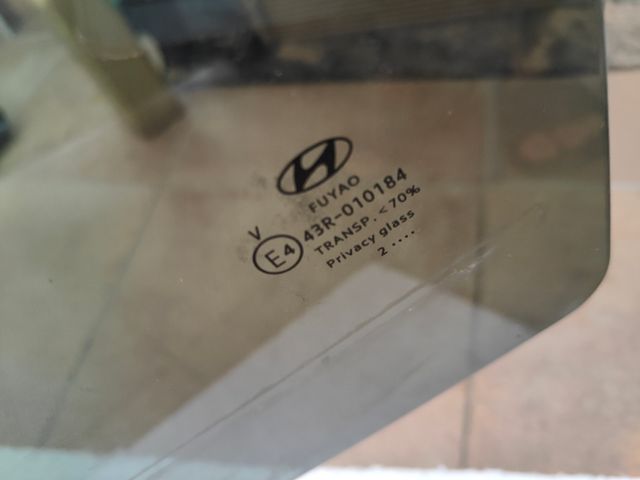 FUYAO
V
E4 43R-010184
TRANSP. <70%
Privacy glass
2 ....